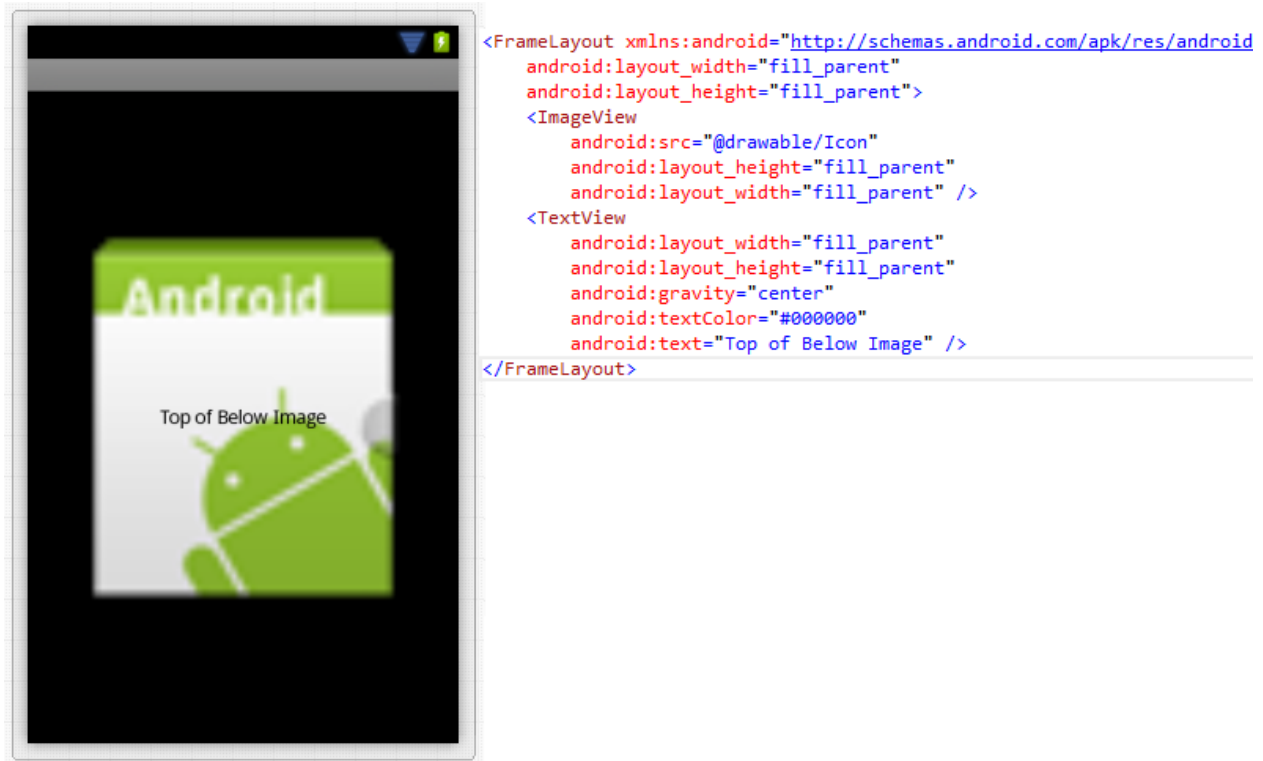 Android
Top of Below Image
<FrameLayout xmlns:android="http://schemas.android.com/apk/res/android
android:layout_width="fill_parent"
android:layout_height="fill_parent">
<ImageView
android:src="@drawable/Icon"
android:layout_height="fill_parent"
android:layout_width="fill_parent" />
<TextView
android:layout_width="fill_parent"
android:layout_height="fill_parent"
android:gravity="center"
android:textColor="#000000"
android:text="Top of Below Image" />
</FrameLayout>